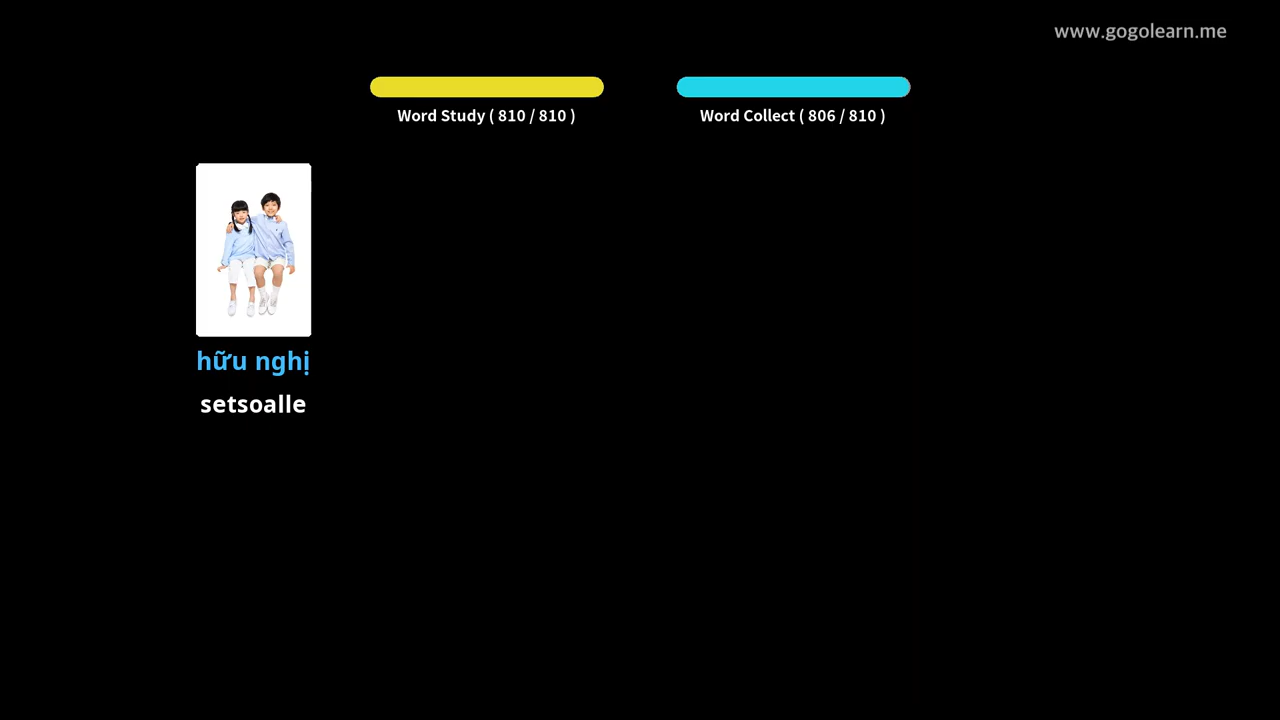 www.gogolearn.me
Word Study ( 810 / 810 )
Word Collect ( 806 / 810 )
hữu nghị
setsoalle